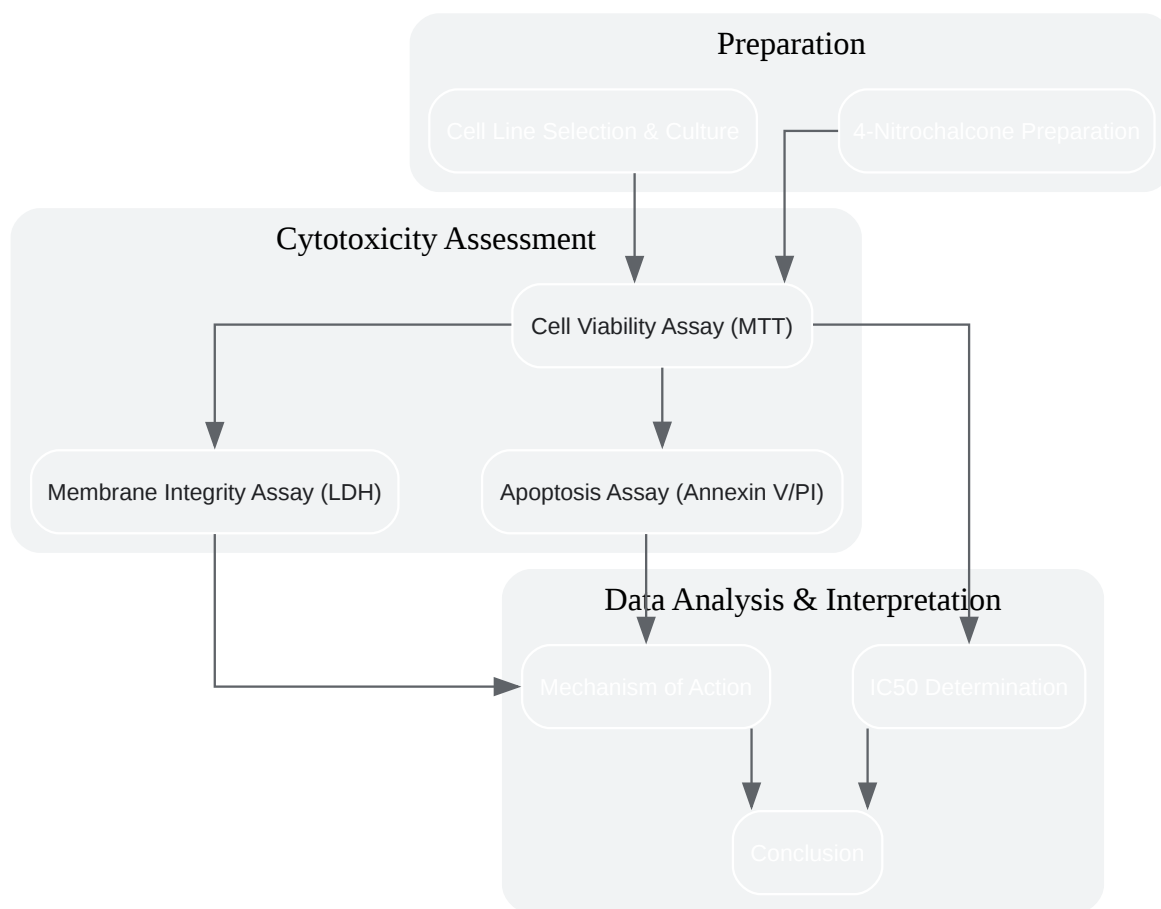 Preparation
Cell Line Selection & Culture
4-Nitrochalcone Preparation
Cytotoxicity Assessment
Cell Viability Assay (MTT)
Membrane Integrity Assay (LDH)
Apoptosis Assay (Annexin V/PI)
Data Analysis & Interpretation
Mechanism of Action
IC50 Determination
Conclusion